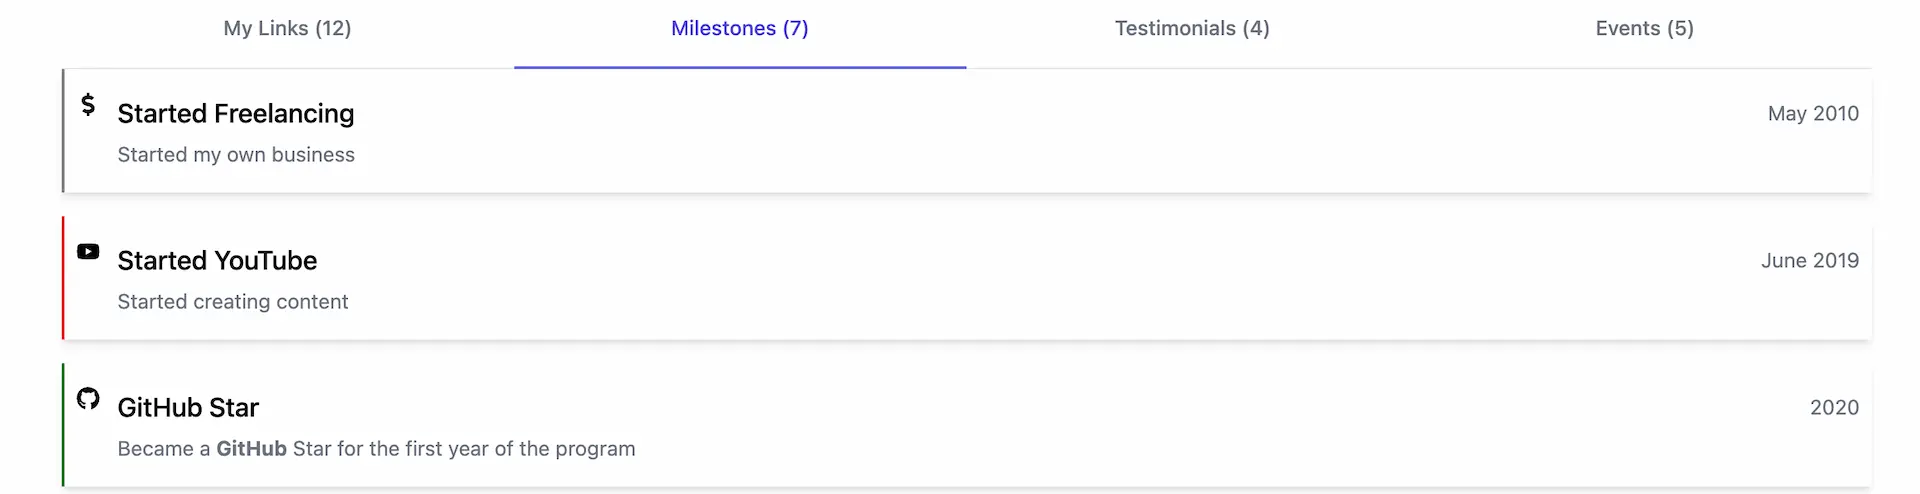 My Links (12) Milestones (7) Testimonials (4) Events (5)
Started Freelancing May 2010
Started my own business
Started YouTube June 2019
Started creating content
GitHub Star 2020
Became a GitHub Star for the first year of the program